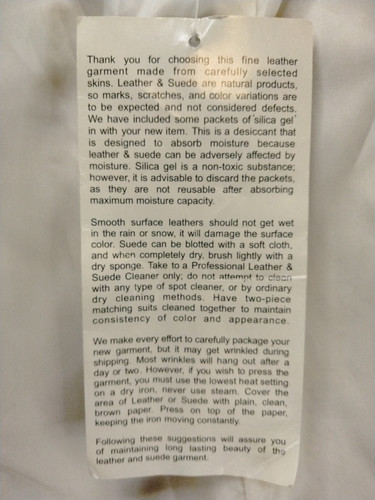 Thank you for choosing this fine leather
garment made from carefully selected
skins. Leather & Suede are natural products,
so marks, scratches, and color variations are
to be expected and not considered defects.
We have included some packets of 'silica gel'
in with your new item. This is a desiccant that
is designed to absorb moisture because
leather & suede can be adversely affected by
moisture. Silica gel is a non-toxic substance;
however, it is advisable to discard the packets,
as they are not reusable after absorbing
maximum moisture capacity.
Smooth surface leathers should not get wet
in the rain or snow, it will damage the surface
color. Suede can be blotted with a soft cloth,
and when completely dry, brush lightly with a
dry sponge. Take to a Professional Leather &
Suede Cleaner only; do not attempt to clean
with any type of spot cleaner, or by ordinary
dry cleaning methods. Have two-piece
matching suits cleaned together to maintain
consistency of color and appearance.
We make every effort to carefully package your
new garment, but it may get wrinkled during
shipping. Most wrinkles will hang out after a
day or two. However, if you wish to press the
garment, you must use the lowest heat setting
on a dry iron, never use steam. Cover the
area of Leather or Suede with plain, clean,
brown paper. Press on top of the paper,
keeping the iron moving constantly.
Following these suggestions will assure you
of maintaining long lasting beauty of the
leather and suede garment.